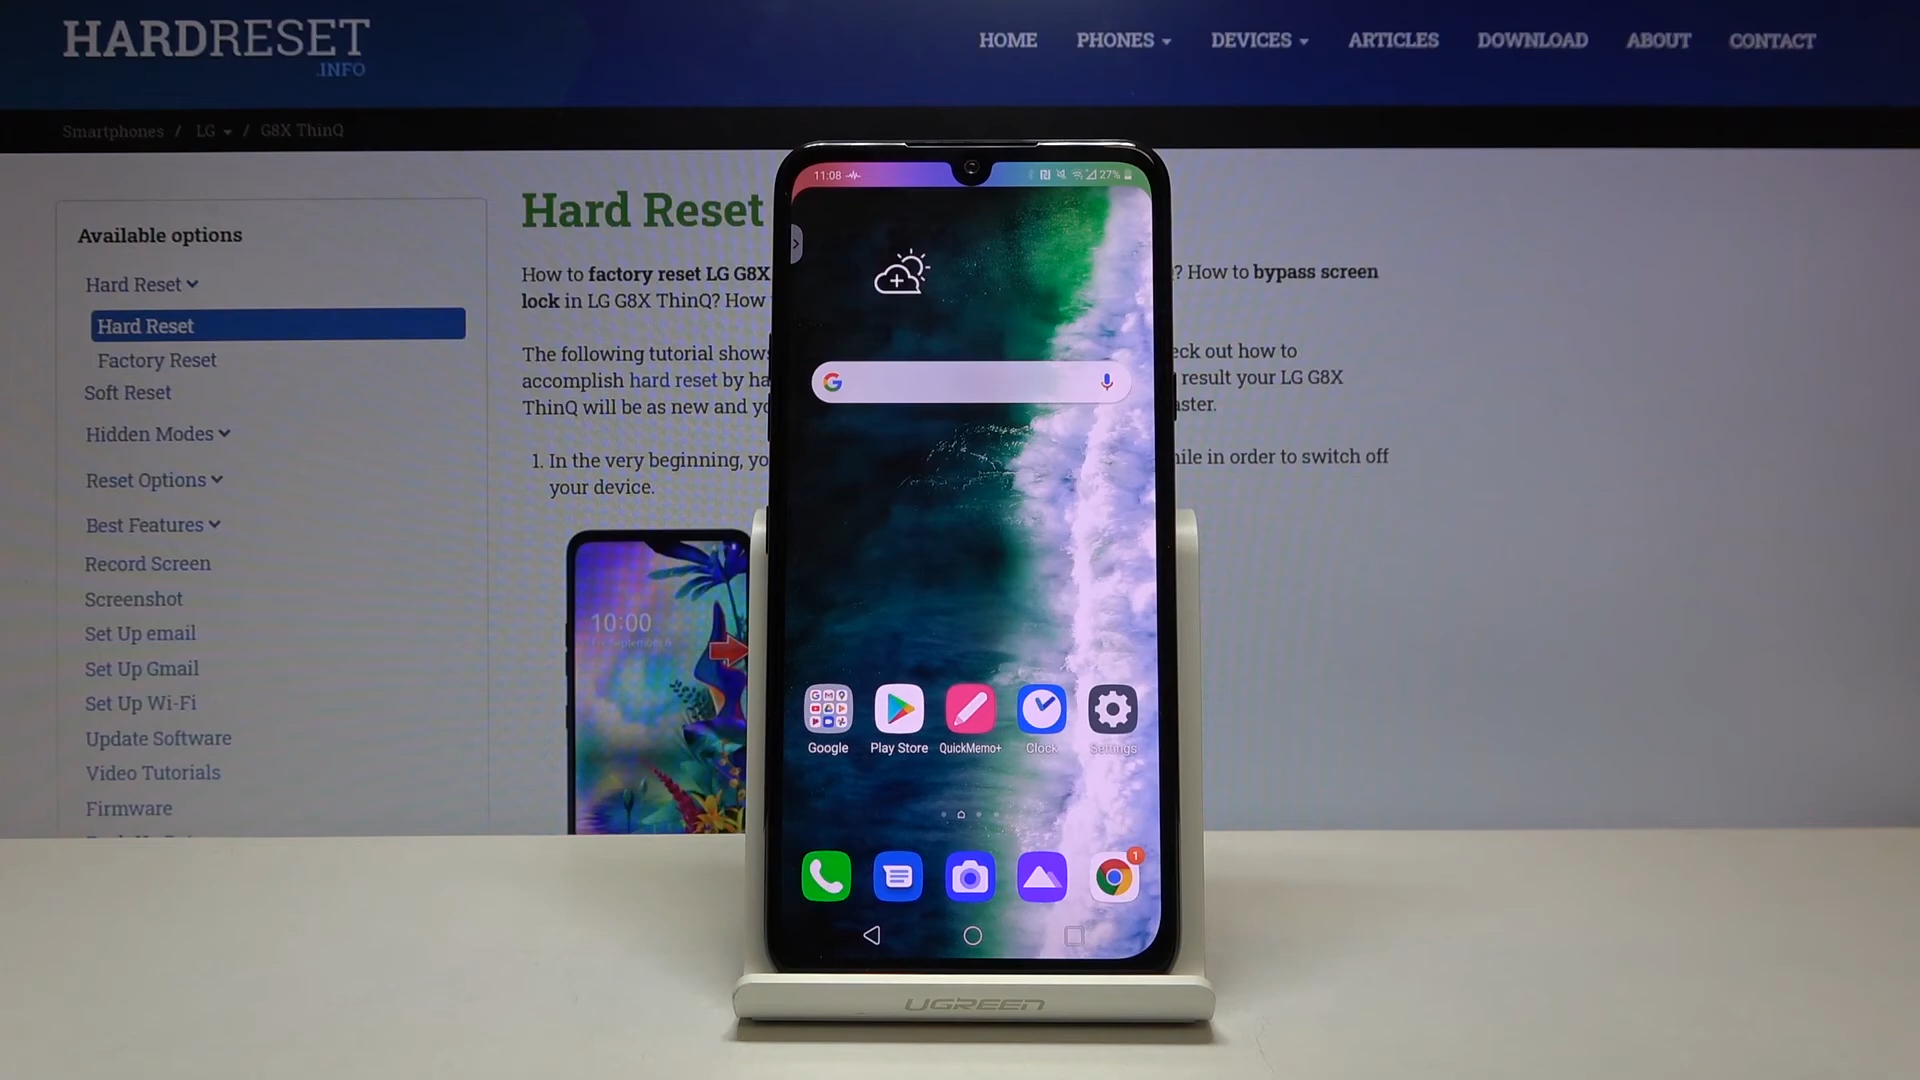 HARDRESET
.INFO
HOME PHONES DEVICES ARTICLES DOWNLOAD ABOUT CONTACT
Smartphones / LG / G8X ThinQ
Available options
Hard Reset
Hard Reset
Factory Reset
Soft Reset
Hidden Modes
Reset Options
Best Features
Record Screen
Screenshot
Set Up email
Set Up Gmail
Set Up Wi-Fi
Update Software
Video Tutorials
Firmware
Hard Reset
How to factory reset LG G8X ? How to bypass screen
lock in LG G8X ThinQ? How
The following tutorial shows eck out how to
accomplish hard reset by ha result your LG G8X
ThinQ will be as new and yo aster.
1. In the very beginning, yo hile in order to switch off
your device.
10:00
11:08 27%
Google Play Store QuickMemo+ Clock Settings
1
UGREEN